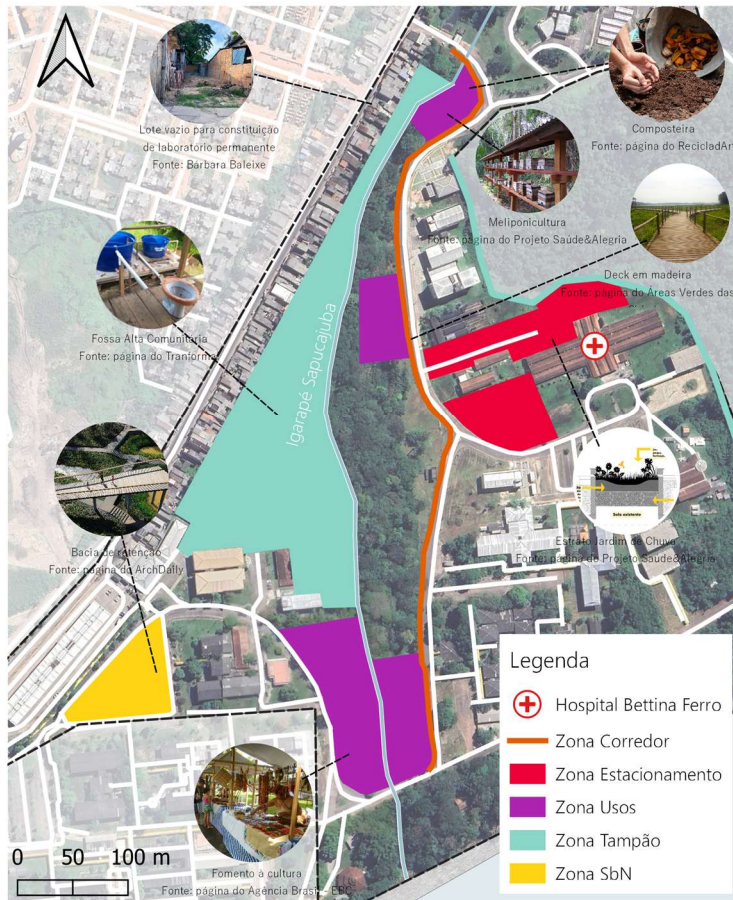 Lote vazio para constituição
de laboratório permanente
Fonte: Bárbara Baleixe
Composteira
Fonte: página do RecicladAr
Meliponicultura
Fonte: página do Projeto Saúde&Alegria
Deck em madeira
Fonte: página do Áreas Verdes das
Fossa Alta Comunitária
Fonte: página do Tranforma
Igarapé Sapucajuba
Bacia de retenção
Fonte: página do ArchDaily
Solo existente
Estrato Jardim de Chuva
Fonte: página do Projeto Saúde&Alegria
Legenda
Hospital Bettina Ferro
Zona Corredor
Zona Estacionamento
Zona Usos
Zona Tampão
Zona SbN
Fomento à cultura
Fonte: página do Agência Brasil - EBC
0 50 100 m